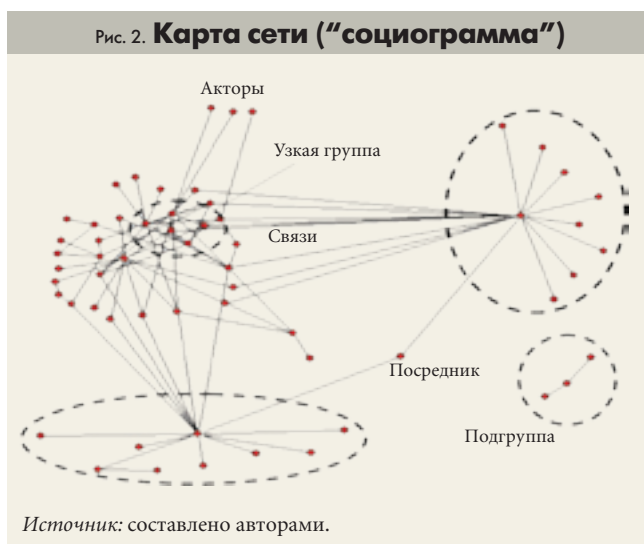 Рис. 2. Карта сети (“социограмма”)
Акторы
Узкая группа
Связи
Посредник
Подгруппа
Источник: составлено авторами.